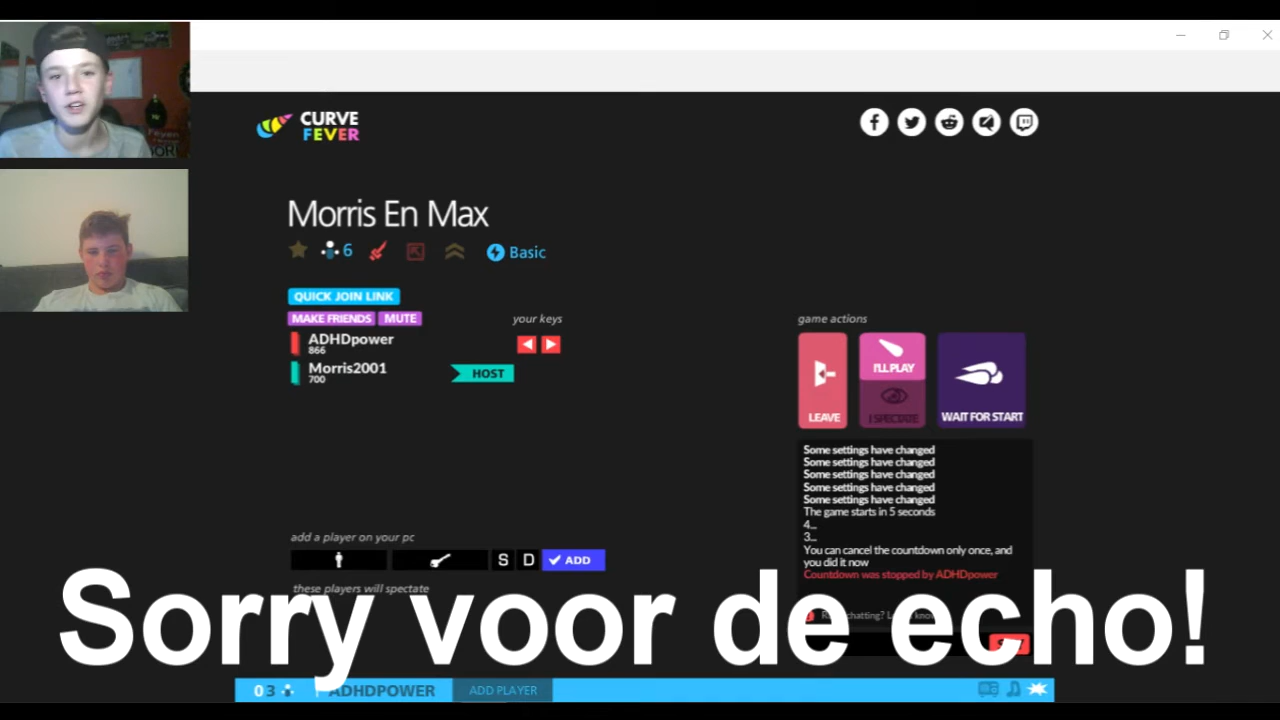 CURVE
FEVER
Morris En Max
6
Basic
QUICK JOIN LINK
MAKE FRIENDS MUTE
your keys
game actions
ADHDpower
866
Morris2001
700
HOST
LEAVE
I'LL PLAY
I SPECTATE
WAIT FOR START
Some settings have changed
Some settings have changed
Some settings have changed
Some settings have changed
Some settings have changed
The game starts in 5 seconds
4...
3...
You can cancel the countdown only once, and
you did it now
Countdown was stopped by ADHDpower
add a player on your pc
S D ADD
these players will spectate
chatting?
Sorry voor de echo!
03 ADHDPOWER ADD PLAYER